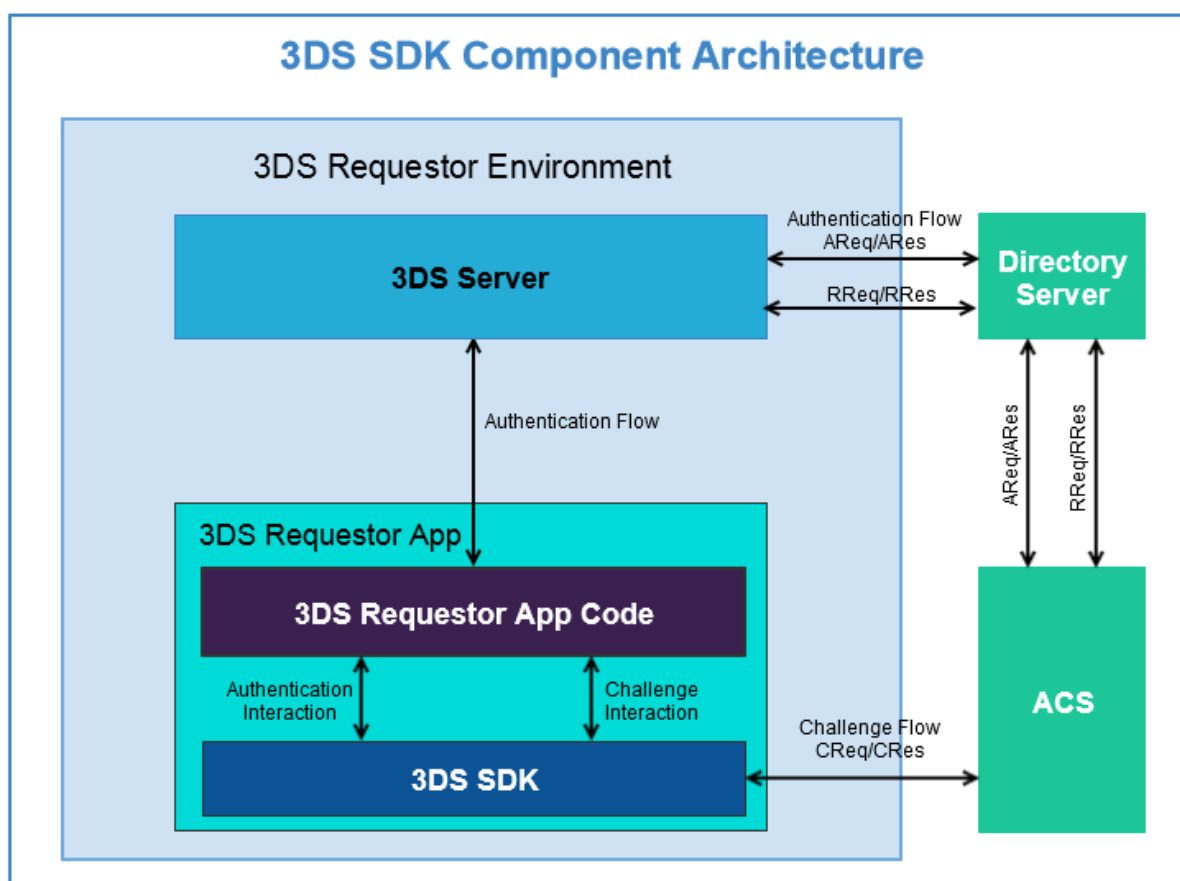 3DS SDK Component Architecture
3DS Requestor Environment
3DS Server
Authentication Flow
AReq/ARes
RReq/RRes
Directory
Server
Authentication Flow
AReq/ARes
RReq/RRes
3DS Requestor App
3DS Requestor App Code
Authentication
Interaction
Challenge
Interaction
3DS SDK
Challenge Flow
CReq/CRes
ACS